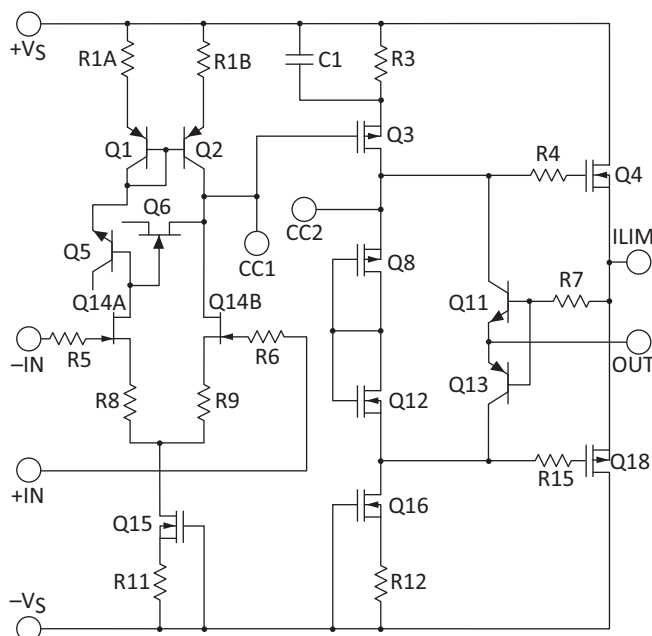 +VS
R1A
R1B
C1
R3
Q3
Q1
Q2
R4
Q4
Q6
Q5
CC1
CC2
Q8
ILIM
R7
Q11
Q14A
Q14B
–IN
R5
R6
OUT
Q13
R8
R9
Q12
+IN
R15
Q18
Q15
Q16
R11
R12
–VS